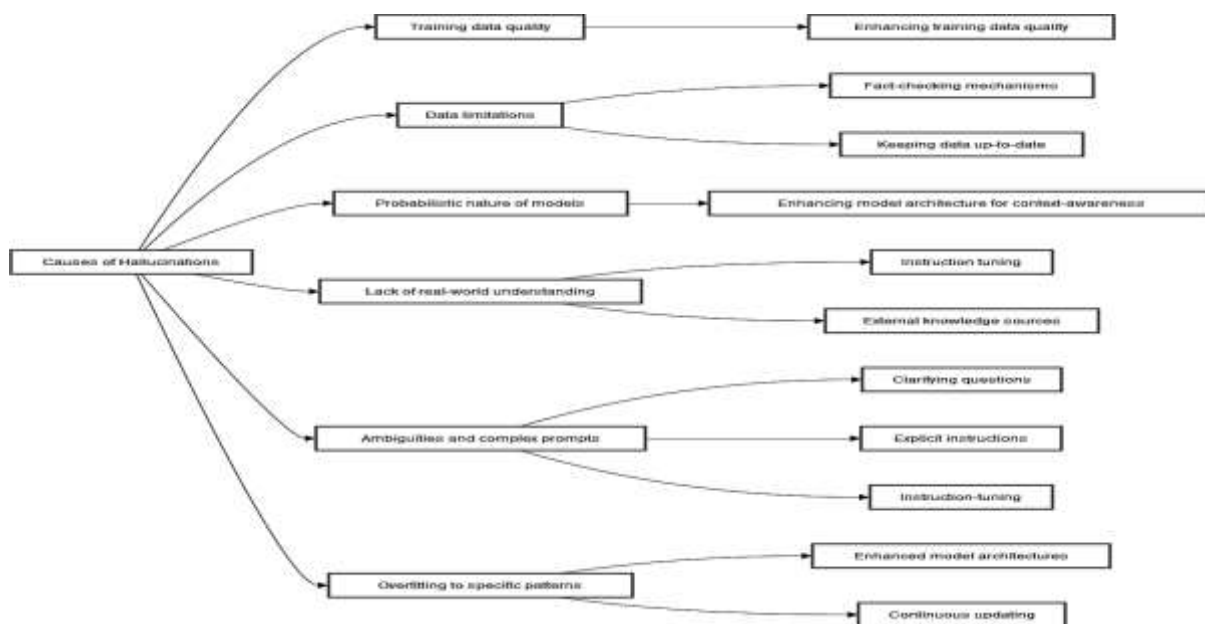 Training data quality
Enhancing training data quality
Fact-checking mechanisms
Data limitations
Keeping data up-to-date
Probabilistic nature of models
Enhancing model architecture for context-awareness
Causes of Hallucinations
Instruction tuning
Lack of real-world understanding
External knowledge sources
Clarifying questions
Ambiguities and complex prompts
Explicit instructions
Instruction-tuning
Enhanced model architectures
Overfitting to specific patterns
Continuous updating